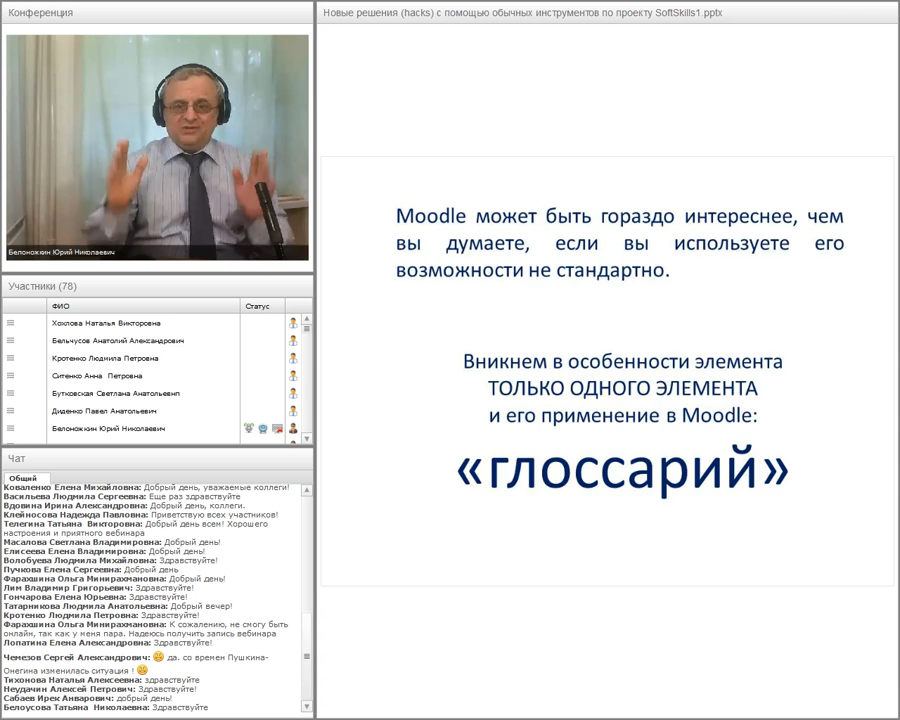 Конференция
Белоножкин Юрий Николаевич
Участники (78)
ФИО
Статус
Хохлова Наталья Викторовна
Бельчусов Анатолий Александрович
Кротенко Людмила Петровна
Ситенко Анна Петровна
Бутковская Светлана Анатольевнп
Диденко Павел Анатольевич
Белоножкин Юрий Николаевич
Чат
Общий
Коваленко Елена Михайловна: Добрый день, уважаемые коллеги!
Васильева Людмила Сергеевна: Еще раз здравствуйте
Вдовина Ирина Александровна: Добрый день, коллеги.
Клейносова Надежда Павловна: Приветствую всех участников!
Телегина Татьяна Викторовна: Добрый день всем! Хорошего
настроения и приятного вебинара
Масалова Светлана Владимировна: Добрый день!
Елисеева Елена Владимировна: Добрый день!
Волобуева Людмила Михайловна: Здравствуйте!
Пучкова Елена Сергеевна: Добрый день
Фарахшина Ольга Минирахмановна: Добрый день!
Лим Владимир Григорьевич: Здравствуйте!
Гончарова Елена Юрьевна: Здравствуйте!
Татарникова Людмила Анатольевна: Добрый вечер!
Кротенко Людмила Петровна: Здравствуйте!
Фарахшина Ольга Минирахмановна: К сожалению, не смогу быть
онлайн, так как у меня пара. Надеюсь получить запись вебинара
Лопатина Елена Александровна: Здравствуйте!
Чемезов Сергей Александрович: да. со времен Пушкина-
Онегина изменилась ситуация !
Тихонова Наталья Алексеевна: здравствуйте
Неудачин Алексей Петрович: Здравствуйте!
Сабаев Ирек Анварович: добрый день!
Белоусова Татьяна Николаевна: Здравствуйте
Новые решения (hacks) с помощью обычных инструментов по проекту SoftSkills1.pptx
Moodle может быть гораздо интереснее, чем
вы думаете, если вы используете его
возможности не стандартно.
Вникнем в особенности элемента
ТОЛЬКО ОДНОГО ЭЛЕМЕНТА
и его применение в Moodle:
«глоссарий»